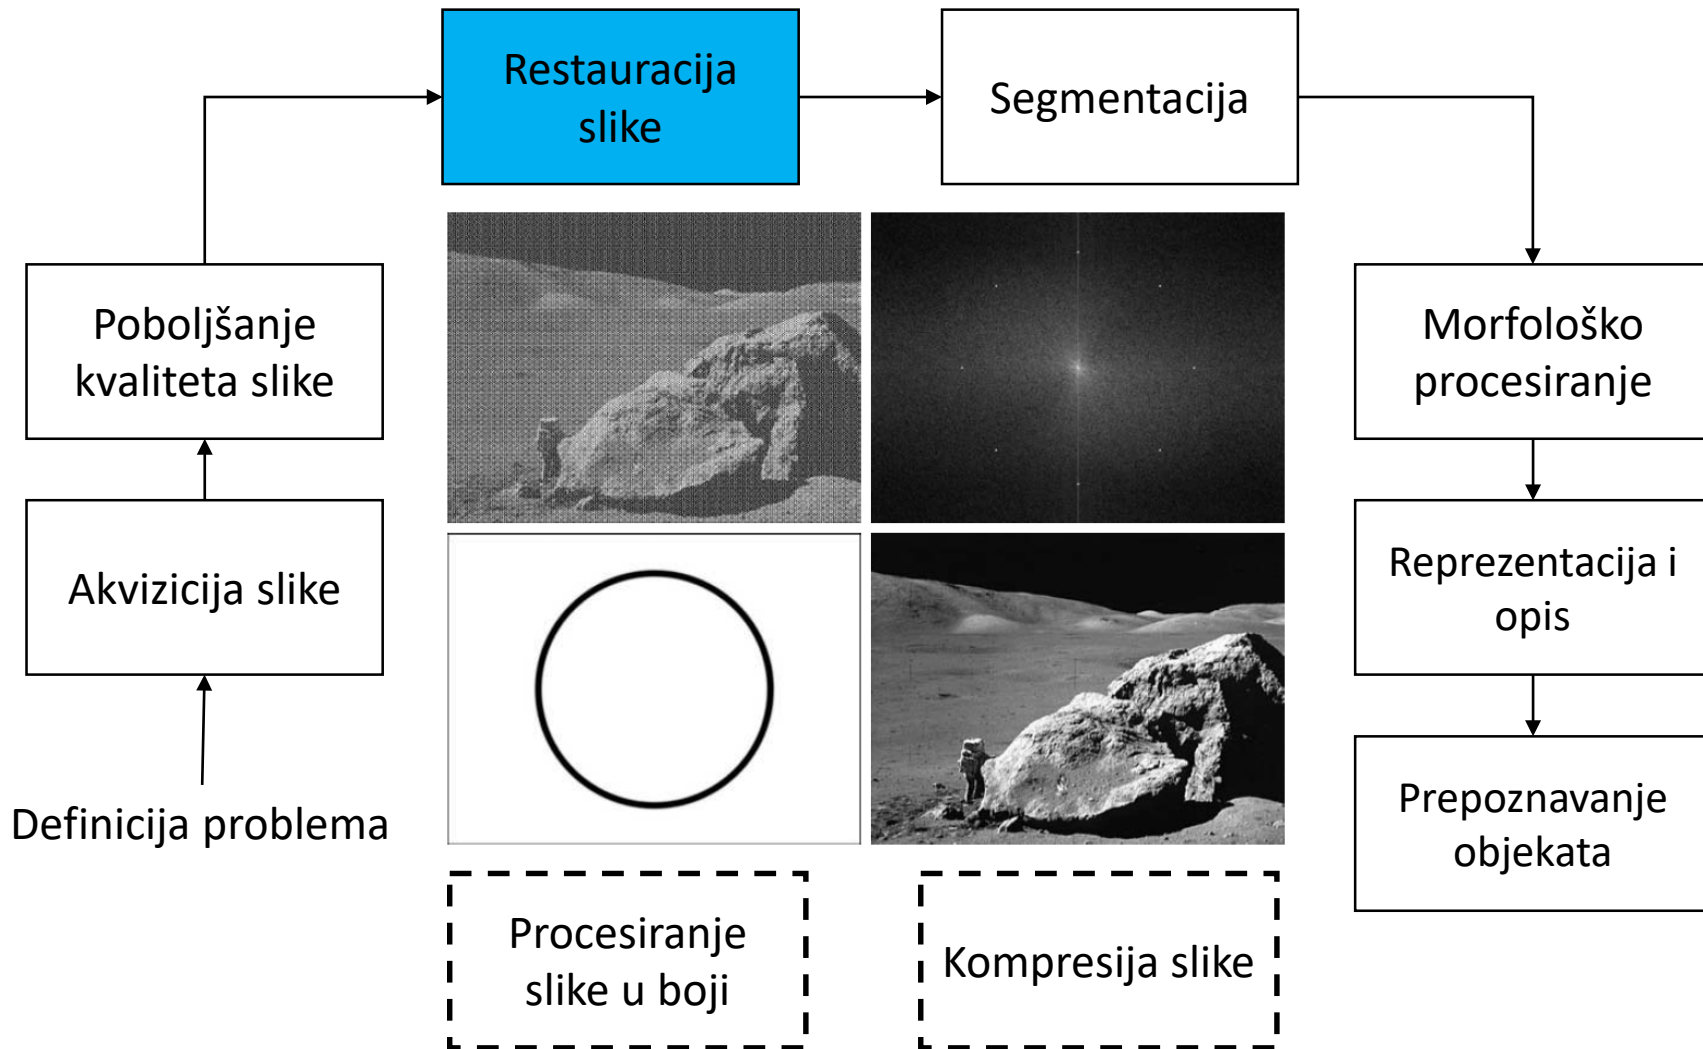 Restauracija
slike
Segmentacija
Poboljšanje
kvaliteta slike
Morfološko
procesiranje
Akvizicija slike
Reprezentacija i
opis
Definicija problema
Prepoznavanje
objekata
Procesiranje
slike u boji
Kompresija slike